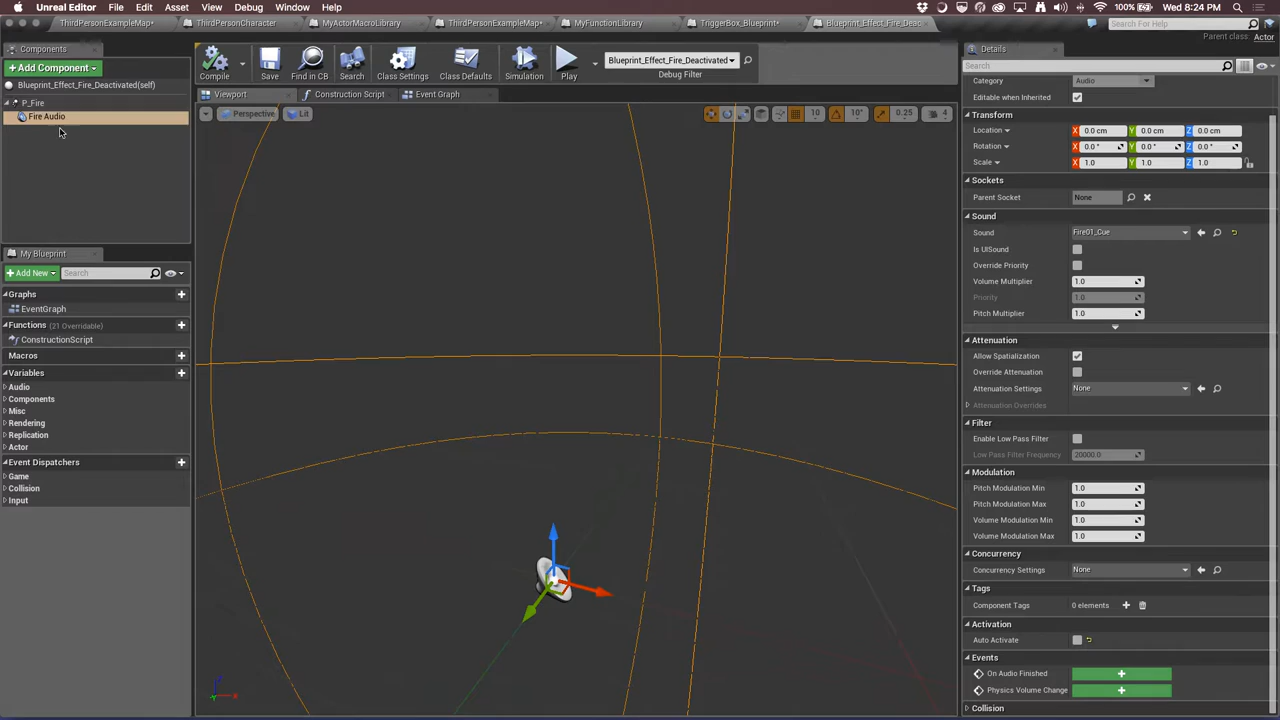 File Edit Asset View Debug Window Help
8:24 PM
ThirdPersonExampleMap* ThirdPersonCharacter MyActorMacroLibrary ThirdPersonExampleMap* MyFunctionLibrary TriggerBox_Blueprint* Blueprint_Effect_Fire_Deac
Search For Help
Parent class: Actor
Components
+ Add Component
Blueprint_Effect_Fire_Deactivated(self)
P_Fire
Fire Audio
My Blueprint
+ Add New Search
Graphs
EventGraph
Functions (21 Overridable)
ConstructionScript
Macros
Variables
Audio
Components
Misc
Rendering
Replication
Actor
Event Dispatchers
Game
Collision
Input
Compile Save Find in CB Search Class Settings Class Defaults Simulation Play
Blueprint_Effect_Fire_Deactivated
Debug Filter
Viewport Construction Script Event Graph
Perspective Lit 10° 0.25 4
Details
Search
Category Audio
Editable when Inherited
Transform
Location X 0.0 cm Y 0.0 cm Z 0.0 cm
Rotation X 0.0 ° Y 0.0 ° Z 0.0 °
Scale X 1.0 Y 1.0 Z 1.0
Sockets
Parent Socket None
Sound
Sound Fire01_Cue
Is UISound
Override Priority
Volume Multiplier 1.0
Priority 1.0
Pitch Multiplier 1.0
Attenuation
Allow Spatialization
Override Attenuation
Attenuation Settings None
Attenuation Overrides
Filter
Enable Low Pass Filter
Low Pass Filter Frequency 20000.0
Modulation
Pitch Modulation Min 1.0
Pitch Modulation Max 1.0
Volume Modulation Min 1.0
Volume Modulation Max 1.0
Concurrency
Concurrency Settings None
Tags
Component Tags 0 elements
Activation
Auto Activate
Events
On Audio Finished +
Physics Volume Change +
Collision